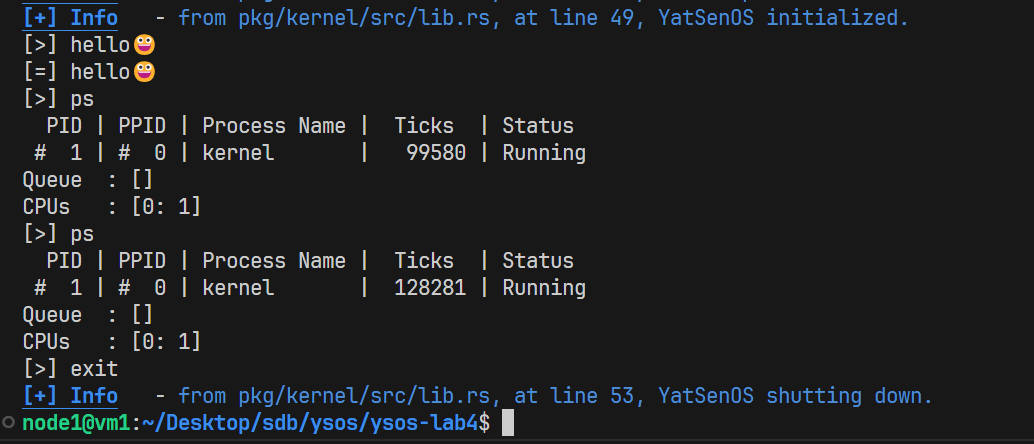 [+] Info   - from pkg/kernel/src/lib.rs, at line 49, YatSenOS initialized.
[>] hello😀
[=] hello😀
[>] ps
  PID | PPID | Process Name |  Ticks  | Status
 #  1 | #  0 | kernel       |   99580 | Running
Queue  : []
CPUs   : [0: 1]
[>] ps
  PID | PPID | Process Name |  Ticks  | Status
 #  1 | #  0 | kernel       |  128281 | Running
Queue  : []
CPUs   : [0: 1]
[>] exit
[+] Info   - from pkg/kernel/src/lib.rs, at line 53, YatSenOS shutting down.
node1@vm1:~/Desktop/sdb/ysos/ysos-lab4$